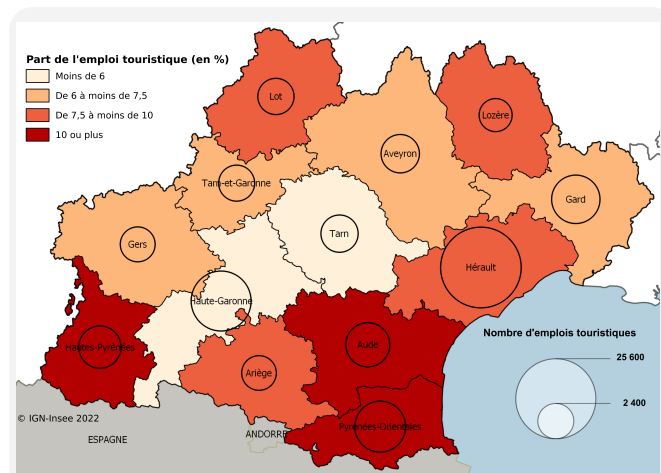 Part de l'emploi touristique (en %)
Moins de 6
De 6 à moins de 7,5
De 7,5 à moins de 10
10 ou plus
Lot
Lozère
Aveyron
Tarn-et-Garonne
Gard
Tarn
Gers
Hérault
Haute-Garonne
Nombre d'emplois touristiques
Hautes-Pyrénées
Aude
25 600
Ariège
2 400
© IGN-Insee 2022
Pyrénées-Orientales
ANDORRE
ESPAGNE